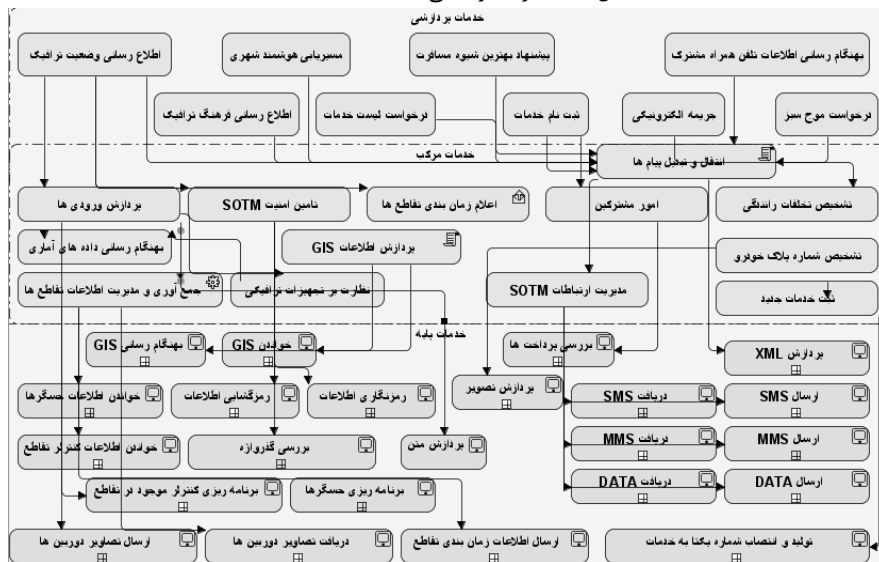 خدمات پردازشی
بهنگام رسانی اطلاعات تلفن همراه مشترک
پیشنهاد بهترین شیوه مسافرت
مسیریابی هوشمند شهری
اطلاع رسانی وضعیت ترافیک
درخواست موج سبز
جریمه الکترونیکی
ثبت نام خدمات
درخواست لیست خدمات
اطلاع رسانی فرهنگ ترافیک
خدمات مرکب
انتقال و تبدیل پیام ها
تشخیص تخلفات رانندگی
امور مشترکین
اعلام زمان بندی تقاطع ها
تامین امنیت SOTM
پردازش ورودی ها
تشخیص شماره پلاک خودرو
پردازش اطلاعات GIS
بهنگام رسانی داده های آماری
ثبت خدمات جدید
مدیریت ارتباطات SOTM
نظارت بر تجهیزات ترافیکی
جمع آوری و مدیریت اطلاعات تقاطع ها
خدمات پایه
پردازش XML
بررسی پرداخت ها
خواندن GIS
بهنگام رسانی GIS
ارسال SMS
دریافت SMS
پردازش تصویر
رمزنگاری اطلاعات
رمزگشایی اطلاعات
خواندن اطلاعات حسگرها
ارسال MMS
دریافت MMS
پردازش متن
بررسی گذرواژه
خواندن اطلاعات کنترلر تقاطع
ارسال DATA
دریافت DATA
برنامه ریزی حسگرها
برنامه ریزی کنترلر موجود در تقاطع
تولید و انتصاب شماره یکتا به خدمات
ارسال اطلاعات زمان بندی تقاطع
دریافت تصاویر دوربین ها
ارسال تصاویر دوربین ها